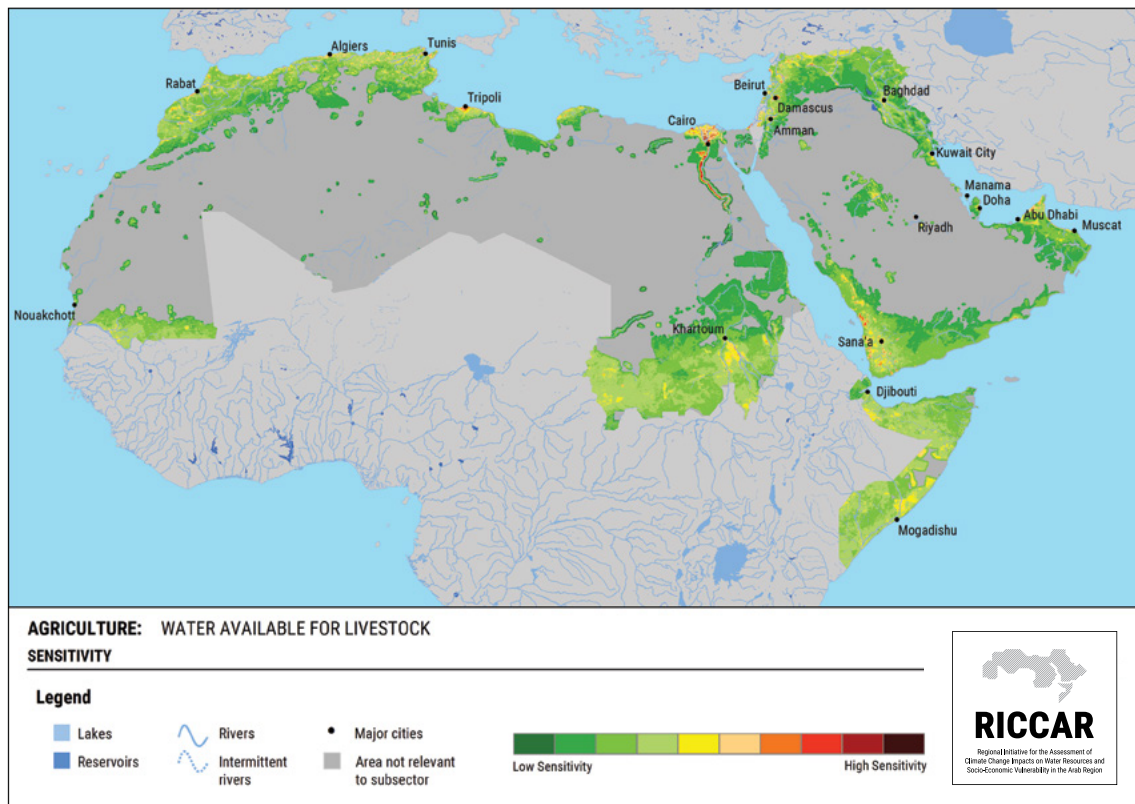 Algiers
Tunis
Rabat
Tripoli
Beirut
Baghdad
Damascus
Cairo
Amman
Kuwait City
Manama
Doha
Abu Dhabi
Riyadh
Muscat
Nouakchott
Khartoum
Sana'a
Djibouti
Mogadishu
AGRICULTURE: WATER AVAILABLE FOR LIVESTOCK
SENSITIVITY
Legend
Lakes
Rivers
Major cities
Reservoirs
Intermittent
rivers
Area not relevant
to subsector
Low Sensitivity
High Sensitivity
RICCAR
Regional Initiative for the Assessment of
Climate Change Impacts on Water Resources and
Socio-Economic Vulnerability in the Arab Region